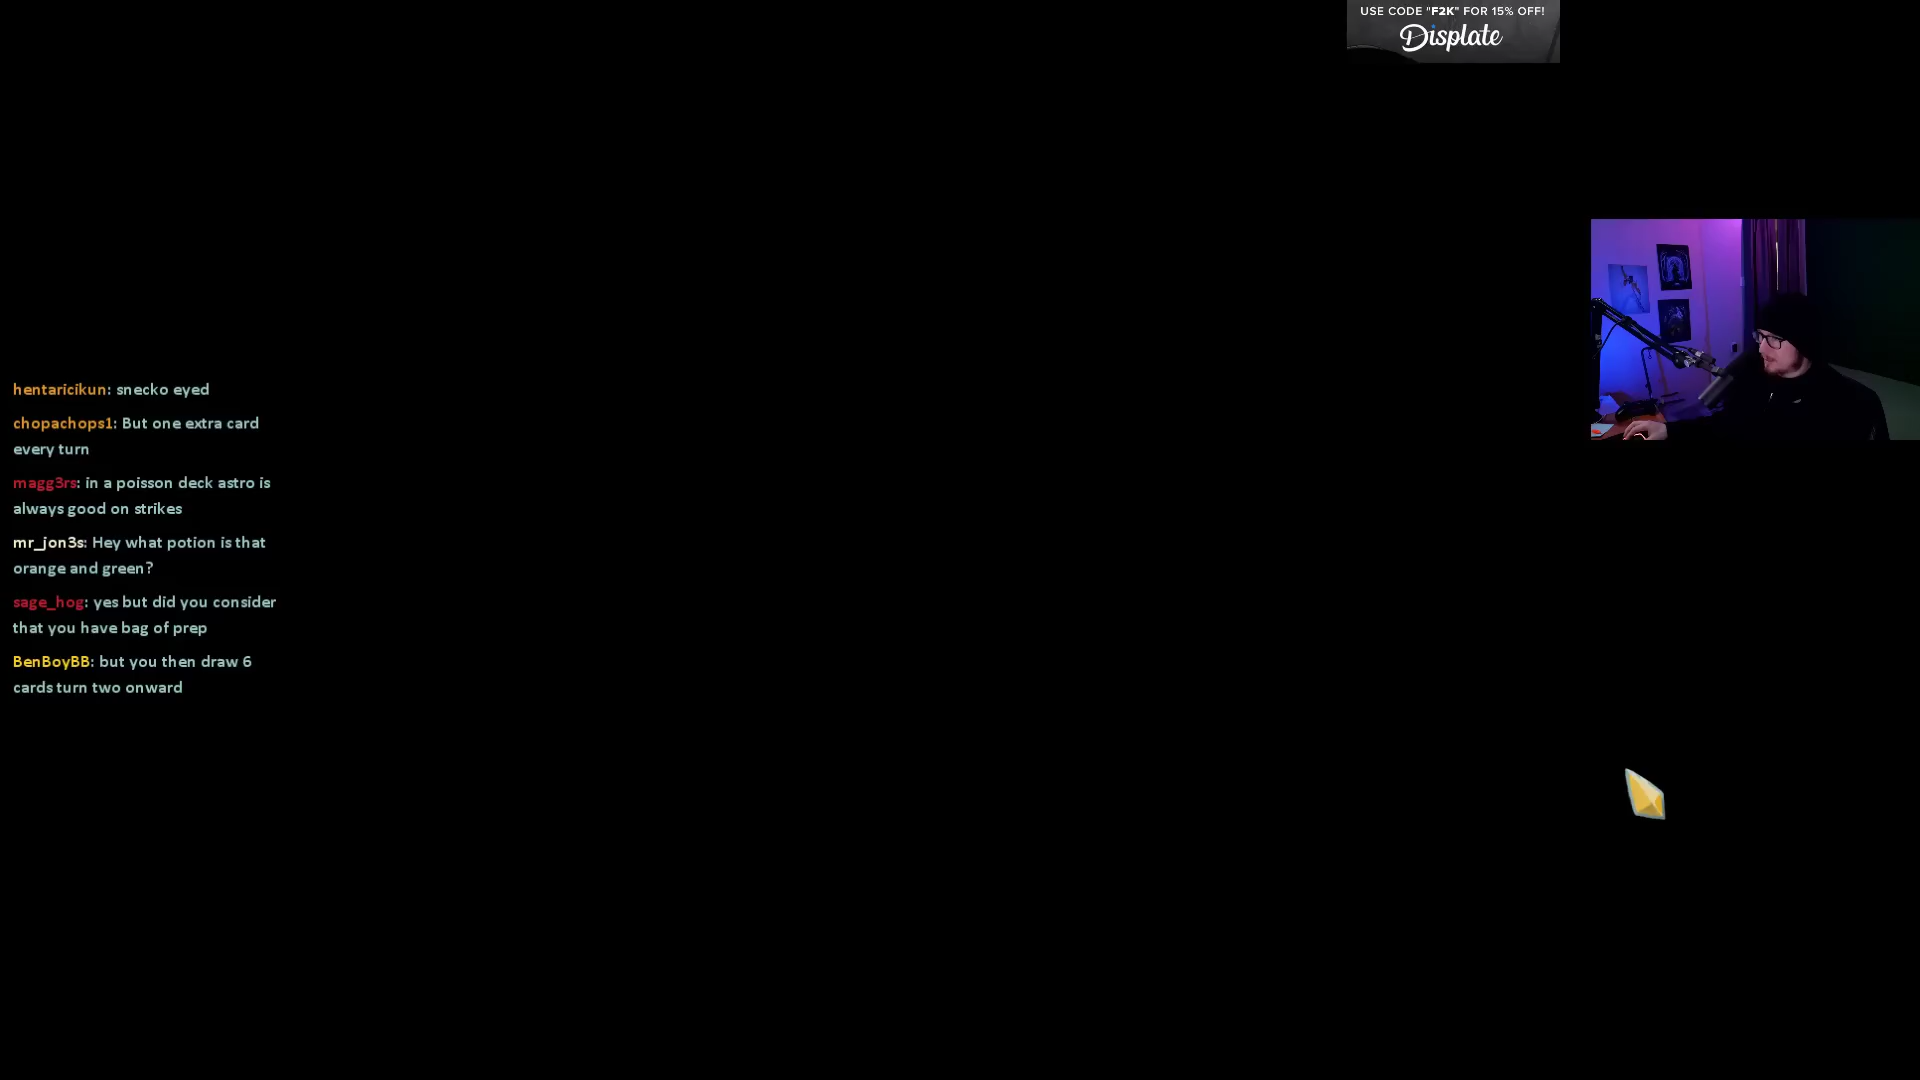 USE CODE "F2K" FOR 15% OFF!
Displate
hentaricikun: snecko eyed
chopachops1: But one extra card
every turn
magg3rs: in a poisson deck astro is
always good on strikes
mr_jon3s: Hey what potion is that
orange and green?
sage_hog: yes but did you consider
that you have bag of prep
BenBoyBB: but you then draw 6
cards turn two onward